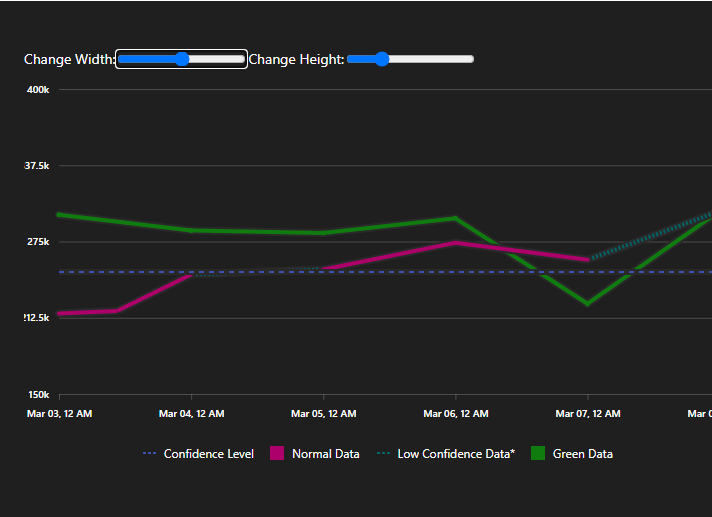 Change Width: Change Height:
400k
37.5k
275k
212.5k
150k
Mar 03, 12 AM Mar 04, 12 AM Mar 05, 12 AM Mar 06, 12 AM Mar 07, 12 AM Mar 0
Confidence Level Normal Data Low Confidence Data* Green Data